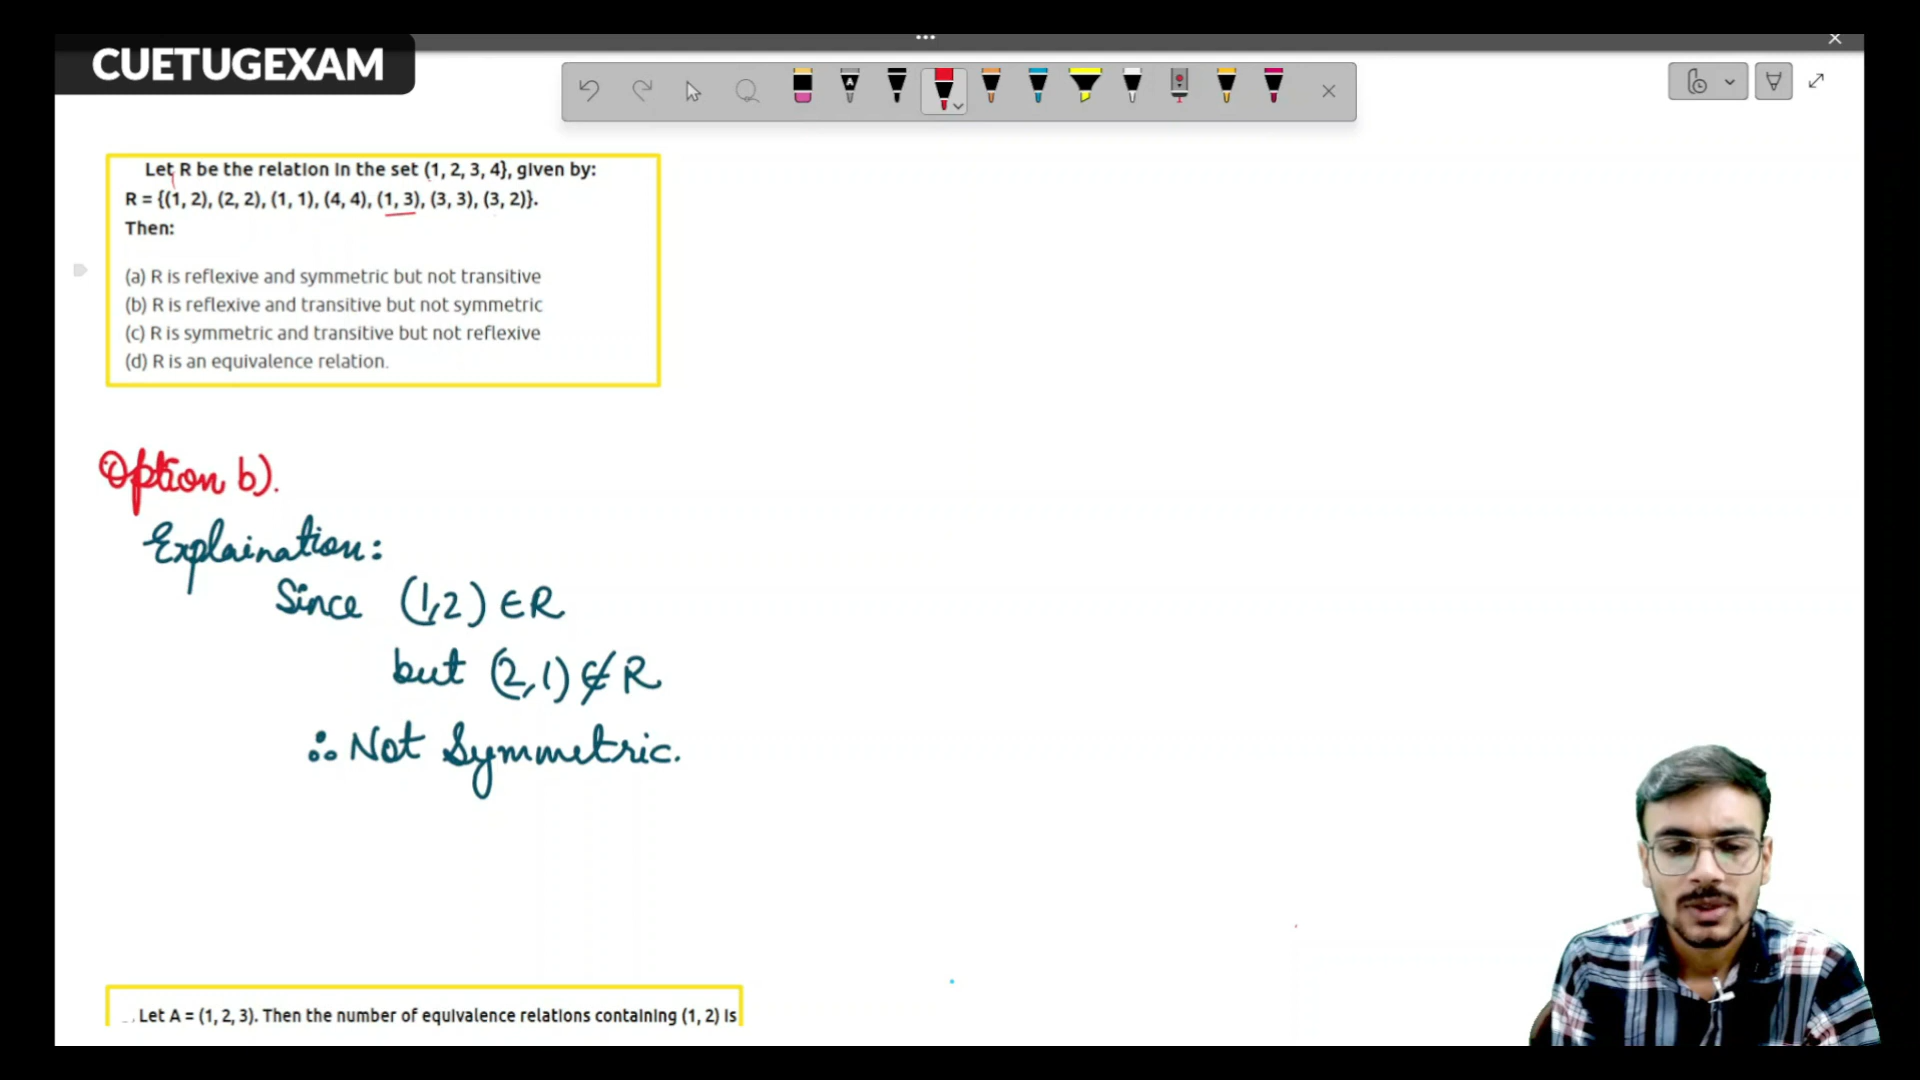 CUETUGEXAM
Let R be the relation in the set (1, 2, 3, 4}, given by:
R = {(1, 2), (2, 2), (1, 1), (4, 4), (1, 3), (3, 3), (3, 2)}.
Then:
(a) R is reflexive and symmetric but not transitive
(b) R is reflexive and transitive but not symmetric
(c) R is symmetric and transitive but not reflexive
(d) R is an equivalence relation.
Option b).
Explaination:
Since (1,2) ∈ R
but (2,1) ∉ R
∴ Not Symmetric.
Let A = (1, 2, 3). Then the number of equivalence relations containing (1, 2) is